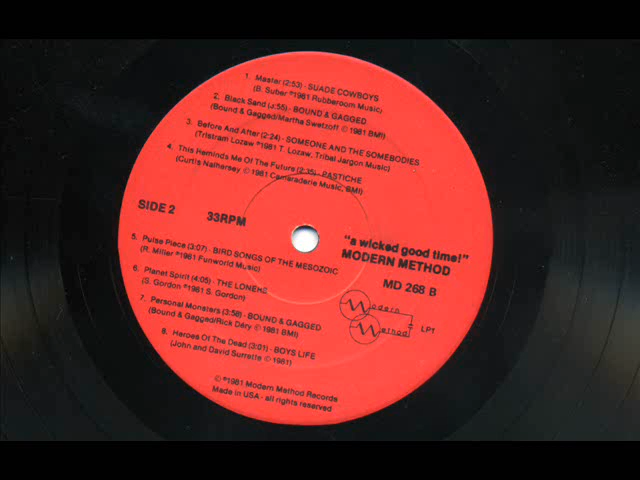 1. Master (2:53) - SUADE COWBOYS
(B. Suber ℗1981 Rubberroom Music)
2. Black Sand (3:55) - BOUND & GAGGED
(Bound & Gagged/Martha Swetzoff © 1981 BMI)
3. Before And After (2:24) - SOMEONE AND THE SOMEBODIES
(Tristram Lozaw ℗1981 T. Lozaw, Tribal Jargon Music)
4. This Reminds Me Of The Future (2:35) - PASTICHE
(Curtis Naihersey © 1981 Camaraderie Music, BMI)
SIDE 2
33RPM
"a wicked good time!"
MODERN METHOD
MD 268 B
5. Pulse Piece (3:07) - BIRD SONGS OF THE MESOZOIC
(R. Miller ℗1981 Funworld Music)
6. Planet Spirit (4:05) - THE LONEHS
(S. Gordon ℗1981 S. Gordon)
7. Personal Monsters (3:58) - BOUND & GAGGED
(Bound & Gagged/Rick Déry © 1981 BMI)
8. Heroes Of The Dead (3:01) - BOYS LIFE
(John and David Surrette © 1981)
Modern
Method
LP1
© ℗1981 Modern Method Records
Made in USA - all rights reserved